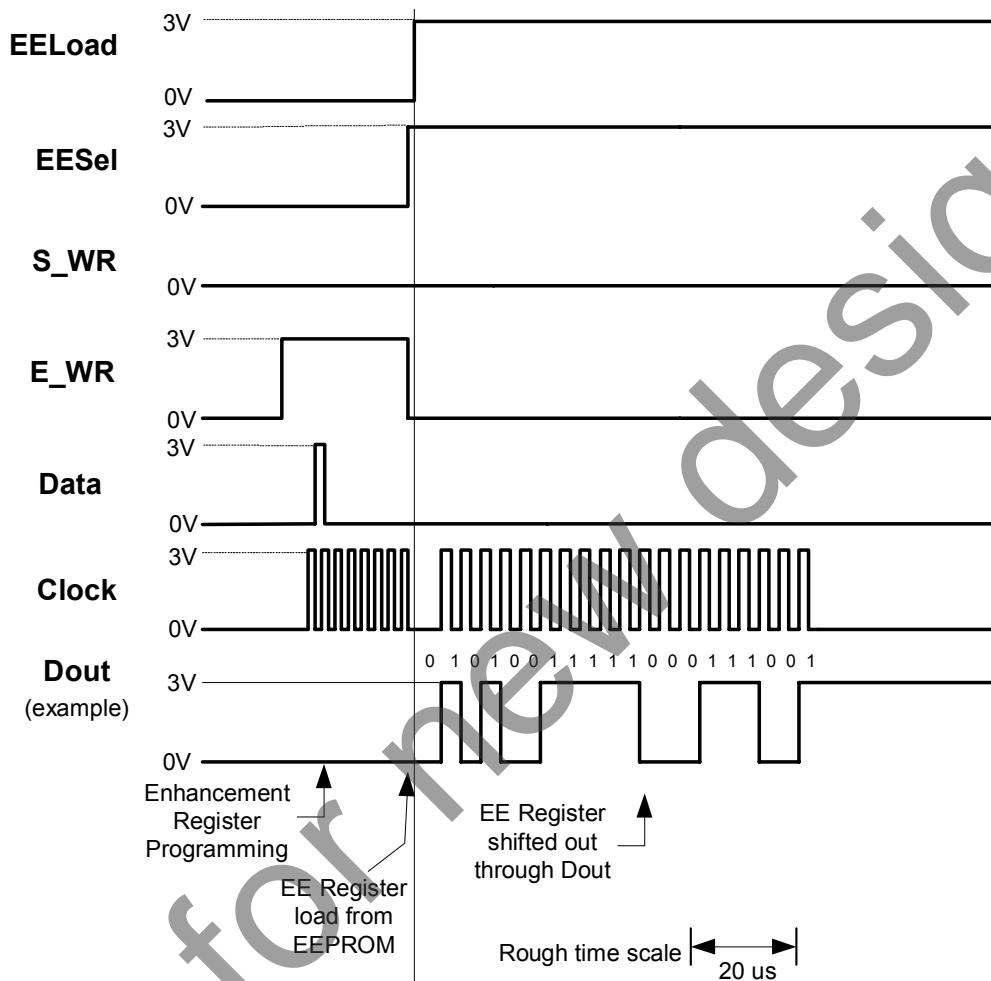 3V
EELoad
0V
3V
EESel
0V
S_WR
0V
3V
E_WR
0V
3V
Data
0V
3V
Clock
0V
0 1 0 1 0 0 1 1 1 1 1 0 0 0 1 1 1 0 0 1
Dout
3V
(example)
0V
Enhancement
Register
Programming
EE Register
shifted out
through Dout
EE Register
load from
EEPROM
Rough time scale
20 us
for new desig